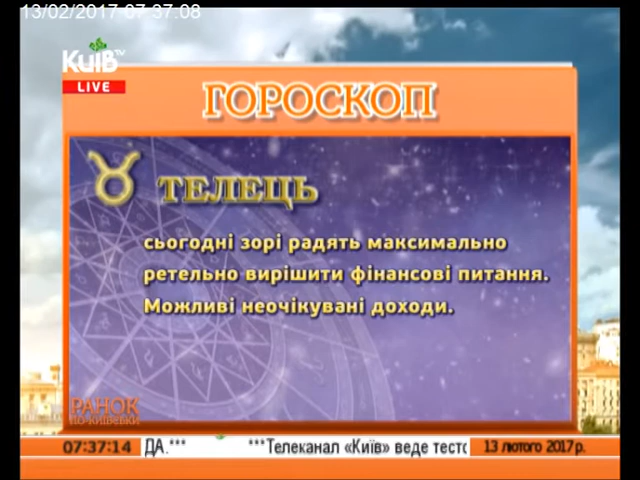 13/02/2017 07:37:08
КиїВ TV
LIVE
ГОРОСКОП
ТЕЛЕЦЬ
сьогодні зорі радять максимально
ретельно вирішити фінансові питання.
Можливі неочікувані доходи.
РАНОК
ПО-КИЇВСЬКИ
07:37:14 ДА.*** ***Телеканал «Київ» веде тесто 13 лютого 2017р.